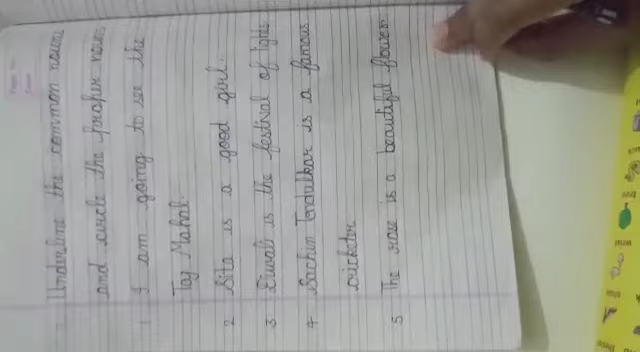 Underline the common nouns
and circle the proper nouns
1 I am going to see the
Taj Mahal.
2 Sita is a good girl.
3 Diwali is the festival of lights
4 Sachin Tendulkar is a famous
cricketer
5 The rose is a beautiful flower